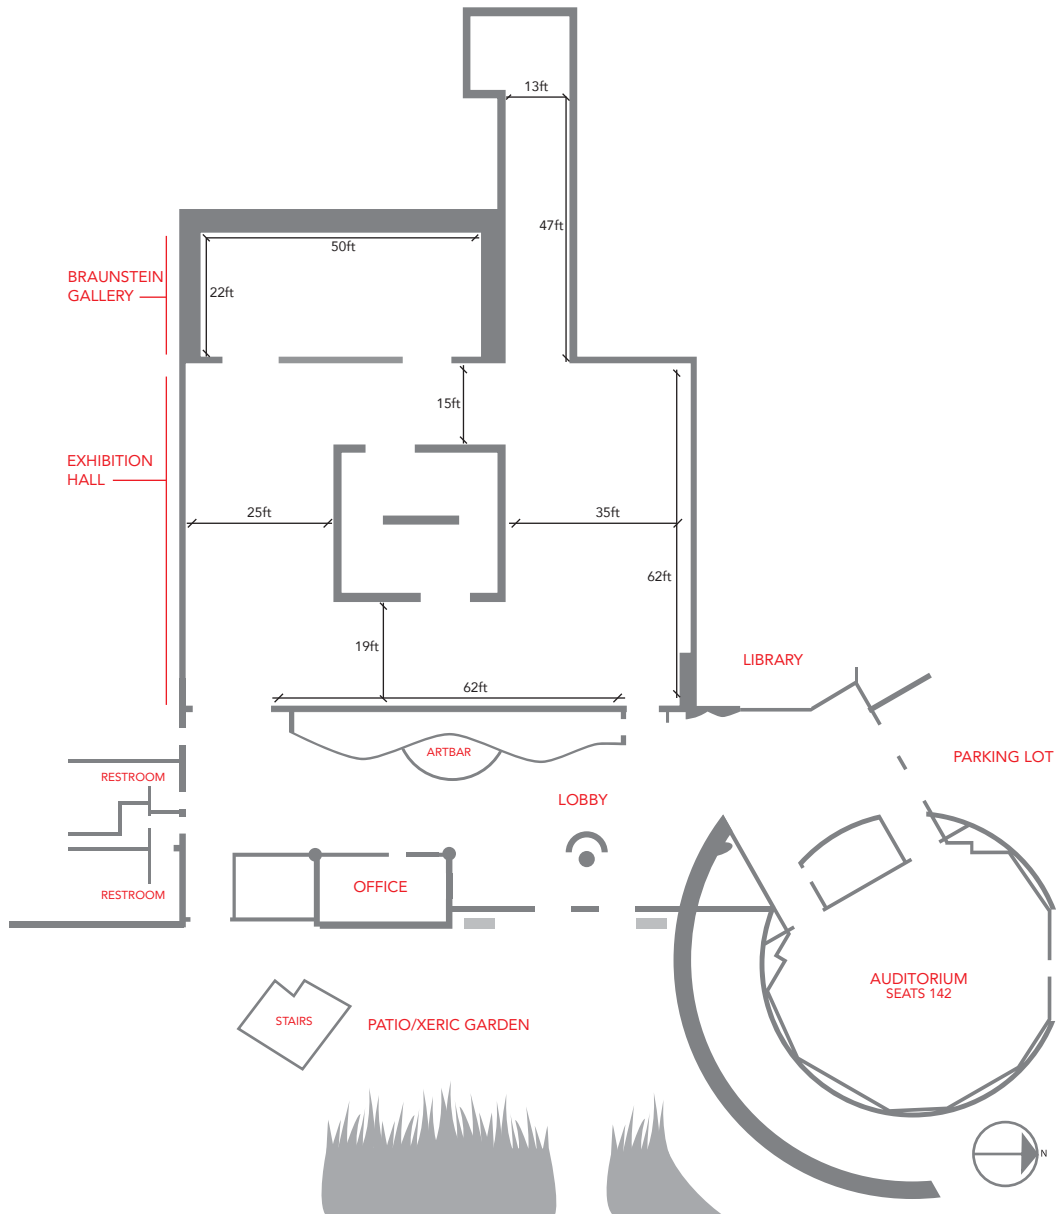 13ft
47ft
50ft
BRAUNSTEIN
GALLERY
22ft
15ft
EXHIBITION
HALL
25ft
35ft
62ft
19ft
LIBRARY
62ft
ARTBAR
PARKING LOT
RESTROOM
LOBBY
OFFICE
RESTROOM
AUDITORIUM
SEATS 142
STAIRS
PATIO/XERIC GARDEN
N